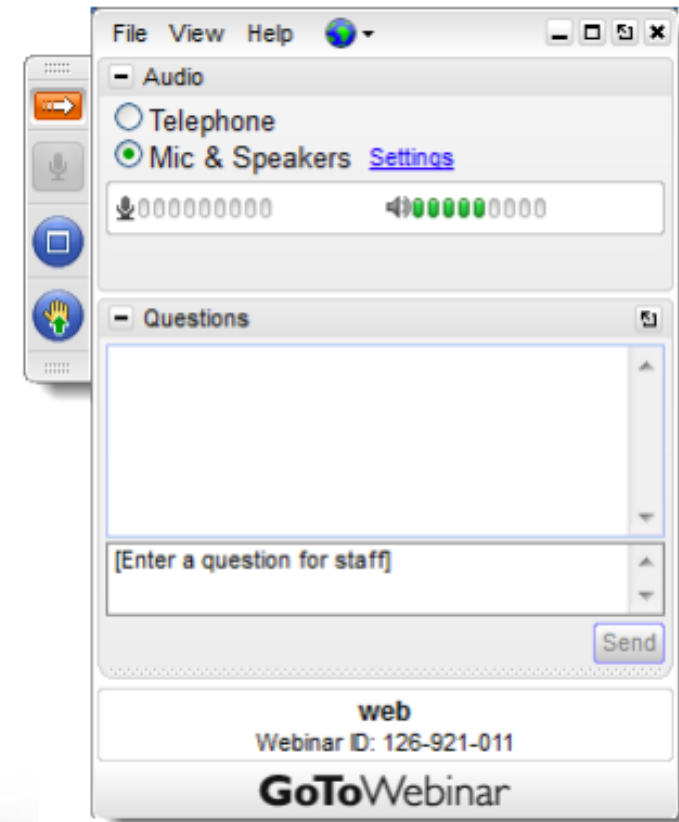 File View Help
Audio
Telephone
Mic & Speakers Settings
Questions
[Enter a question for staff]
Send
web
Webinar ID: 126-921-011
GoToWebinar